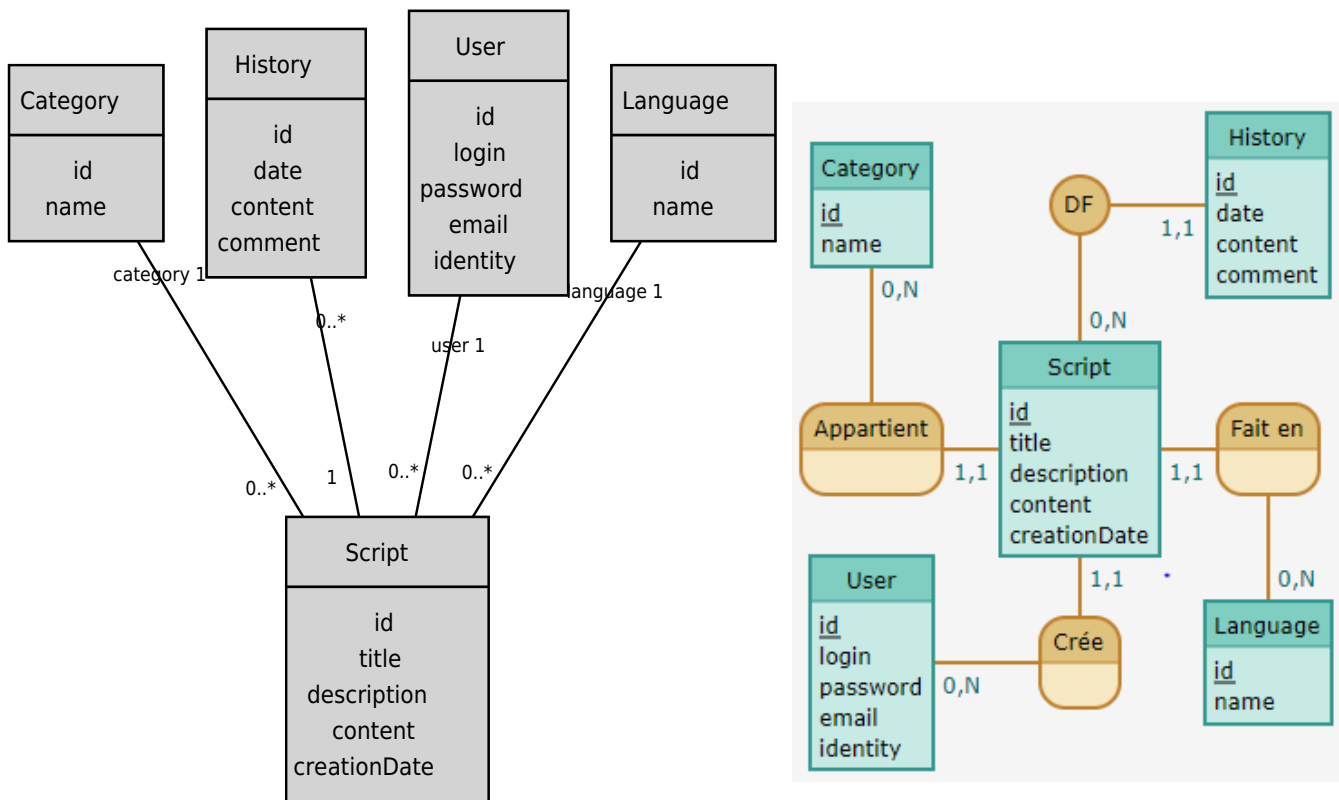 Category
id
name
History
id
date
content
comment
User
id
login
password
email
identity
Language
id
name
category 1
0..*
user 1
language 1
0..*
1
0..*
0..*
Script
id
title
description
content
creationDate
Category
id
name
0,N
DF
1,1
0,N
History
id
date
content
comment
Appartient
1,1
Script
id
title
description
content
creationDate
1,1
Fait en
0,N
1,1
User
id
login
password
email
identity
0,N
Crée
Language
id
name